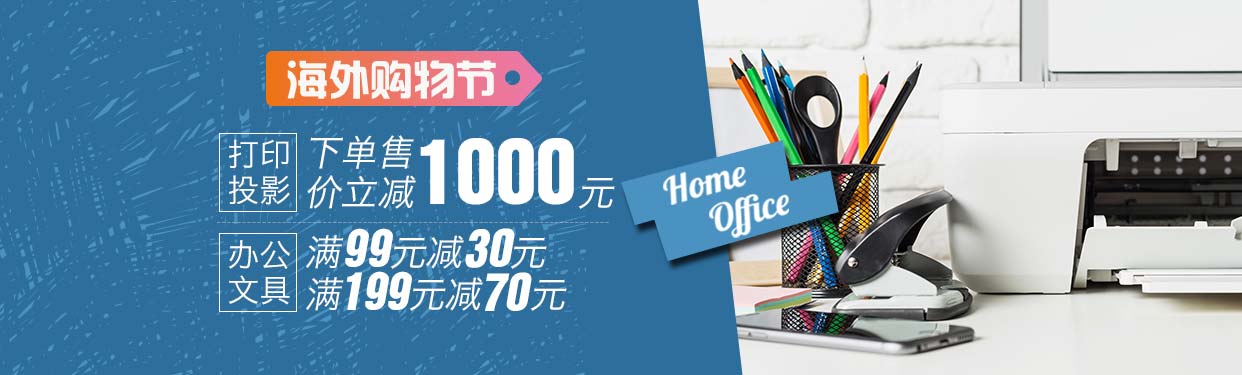 海外购物节
打印
投影
下单售
价立减1000元
办公
文具
满99元减30元
满199元减70元
Home
Office